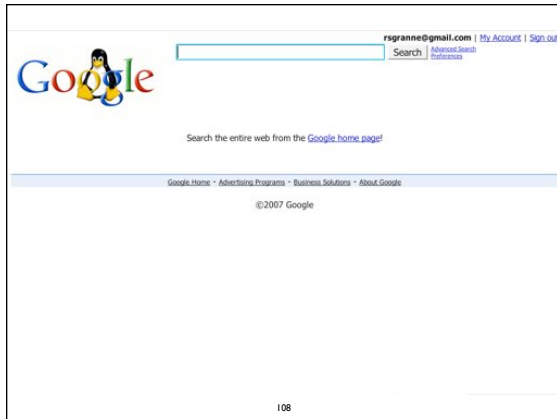 rsgranne@gmail.com | My Account | Sign out
Google
Search
Advanced Search
Preferences
Search the entire web from the Google home page!
Google Home - Advertising Programs - Business Solutions - About Google
©2007 Google
108